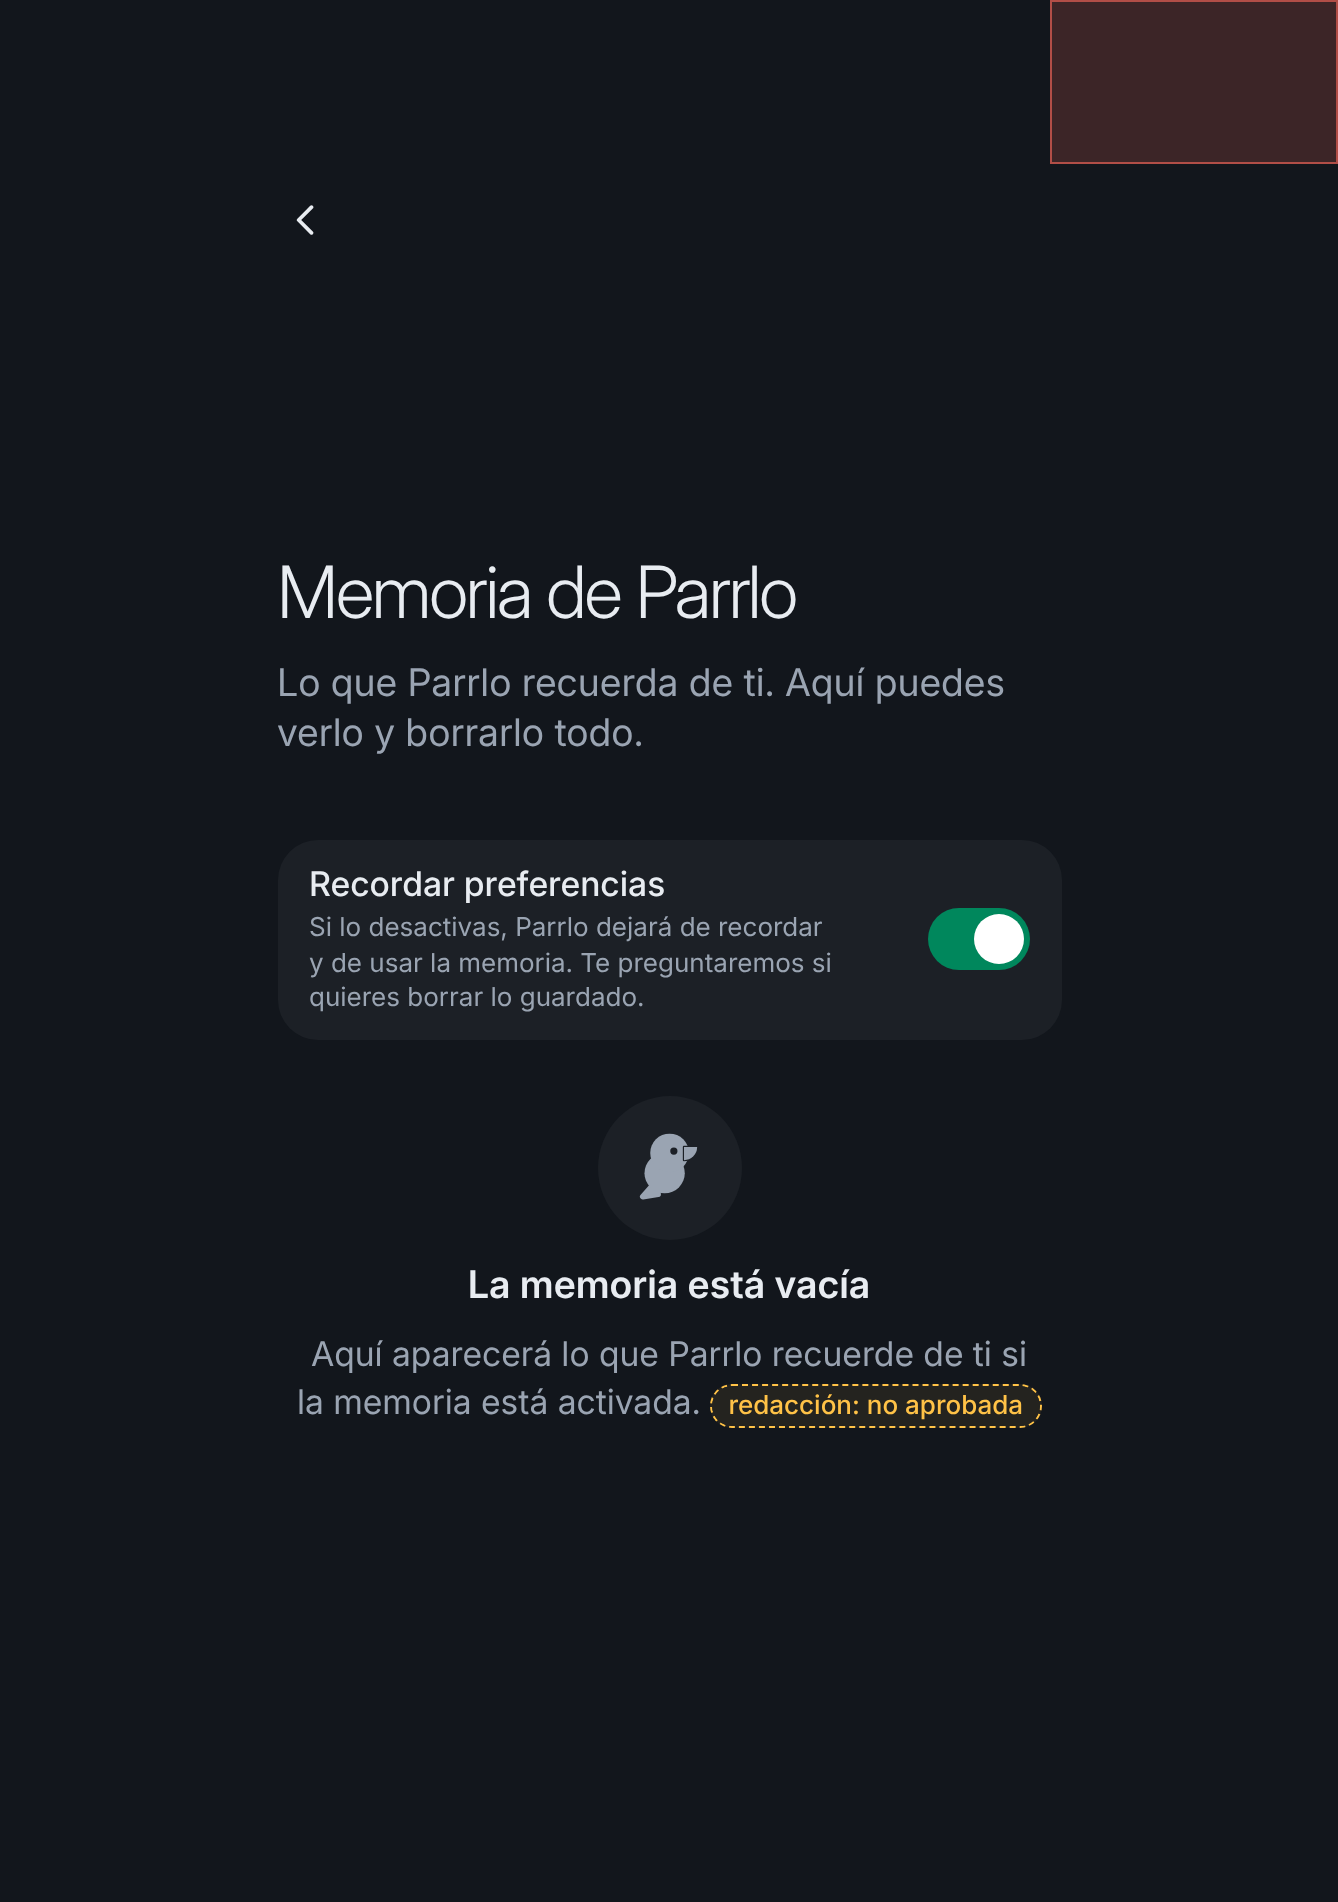 Memoria de Parrlo
Lo que Parrlo recuerda de ti. Aquí puedes
verlo y borrarlo todo.
Recordar preferencias
Si lo desactivas, Parrlo dejará de recordar
y de usar la memoria. Te preguntaremos si
quieres borrar lo guardado.
La memoria está vacía
Aquí aparecerá lo que Parrlo recuerde de ti si
la memoria está activada. redacción: no aprobada